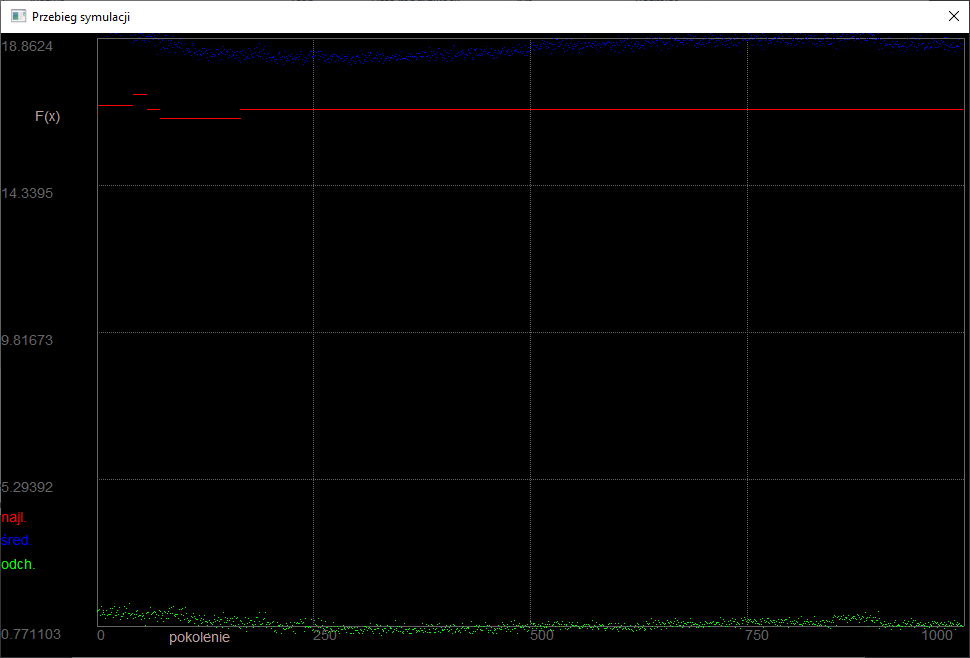 Przebieg symulacji
18.8624
F(x)
14.3395
9.81673
5.29392
najl.
śred.
odch.
0.771103
0 250 500 750 1000
pokolenie